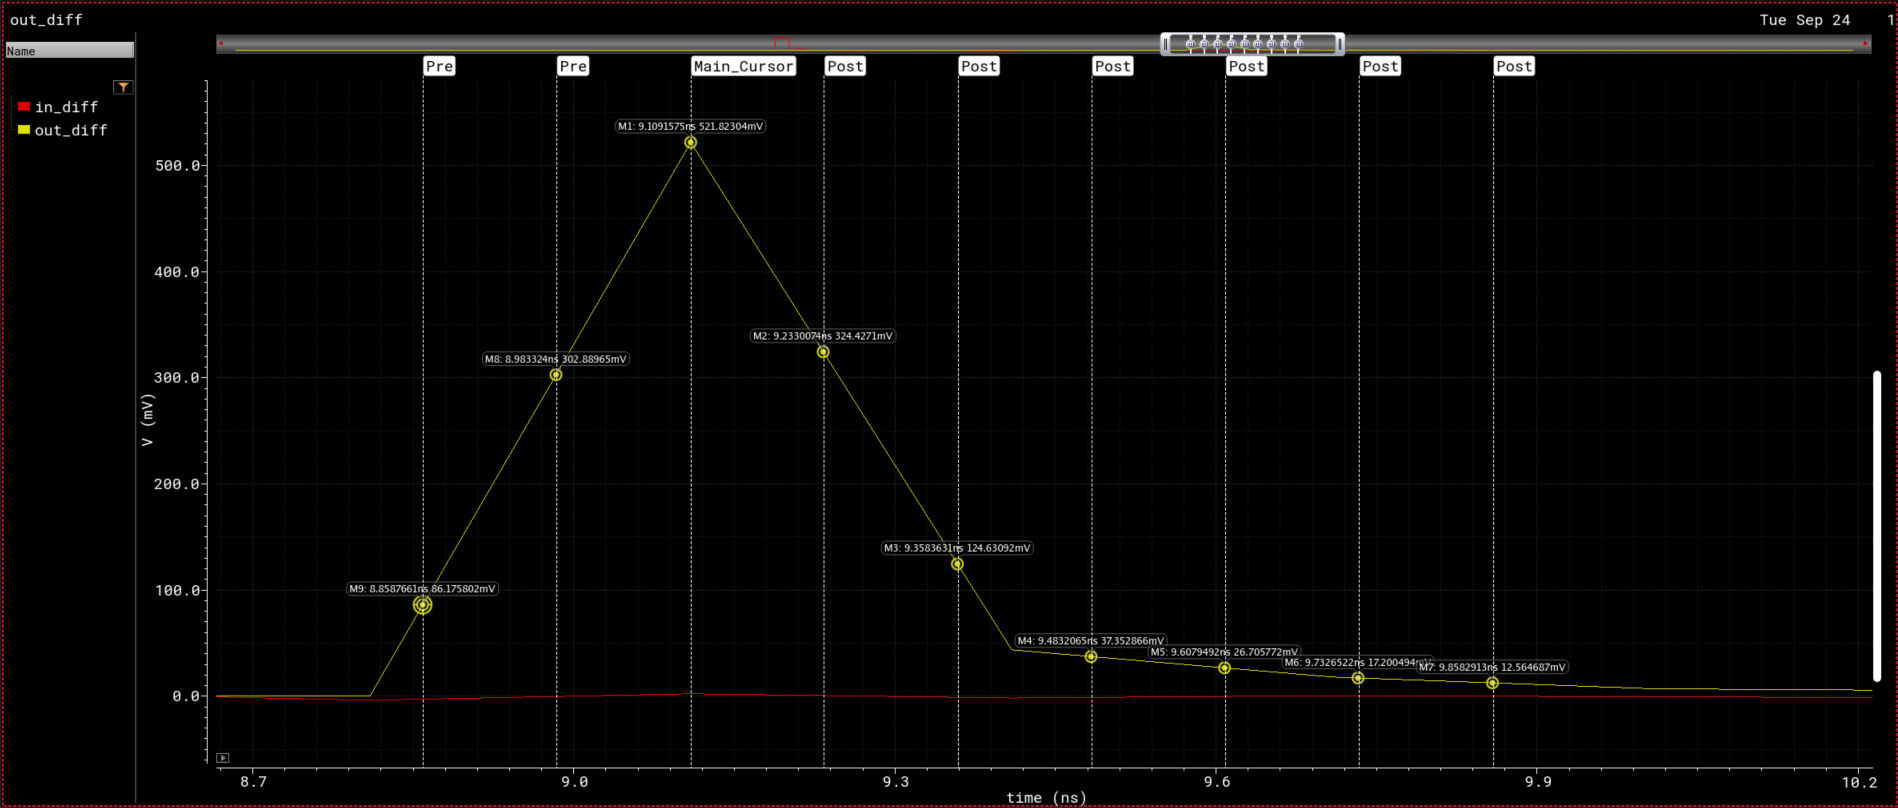 out_diff
Tue Sep 24 1
Name
in_diff
out_diff
Pre Pre Main_Cursor Post Post Post Post Post Post
M1: 9.1091575ns 521.82304mV
M2: 9.2330074ns 324.4271mV
M8: 8.983324ns 302.88965mV
M3: 9.3583631ns 124.63092mV
M9: 8.8587661ns 86.175802mV
M4: 9.4832065ns 37.352866mV
M5: 9.6079492ns 26.705772mV
M6: 9.7326522ns 17.200494m
M7: 9.8582913ns 12.564687mV
500.0
400.0
300.0
200.0
100.0
0.0
V (mV)
8.7 9.0 9.3 9.6 9.9 10.2
time (ns)